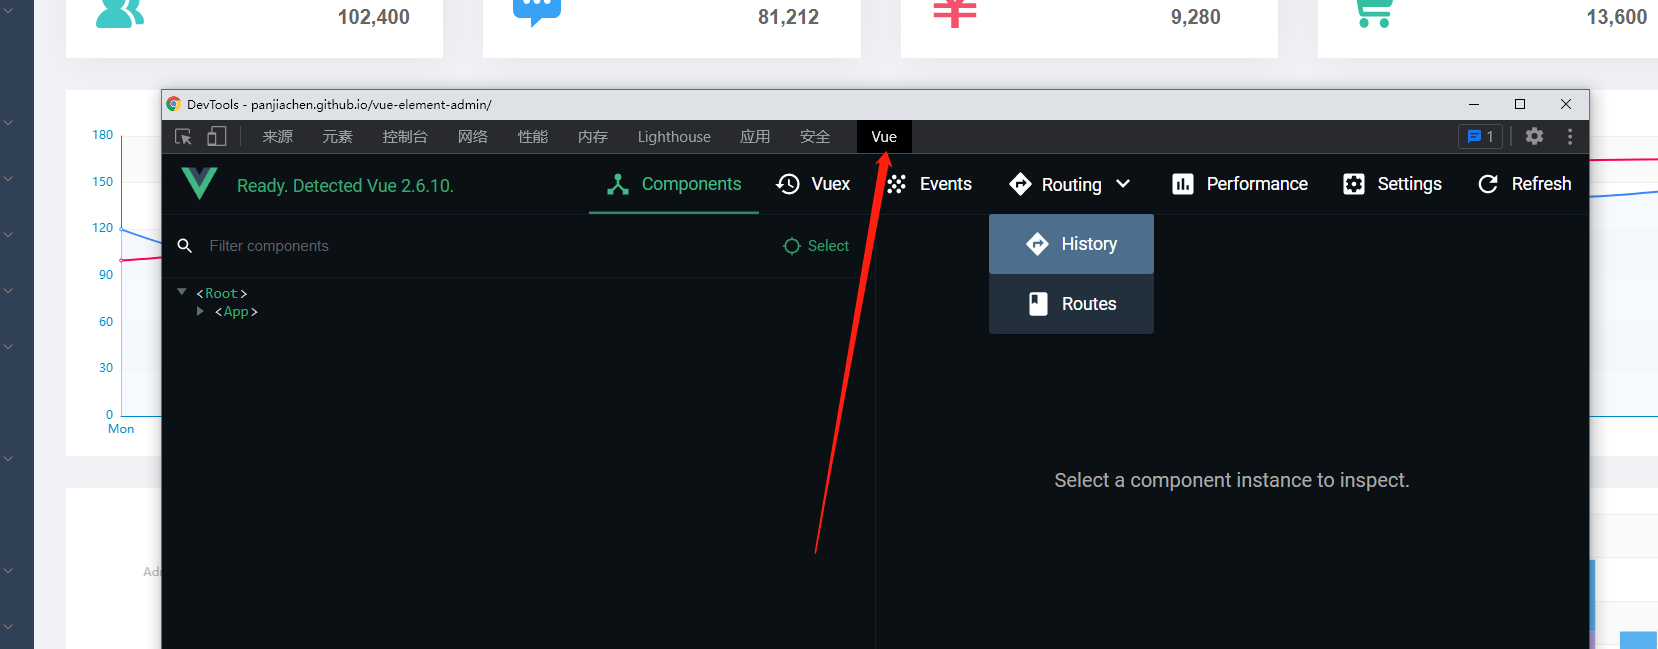 102,400
81,212
9,280
13,600
DevTools - panjiachen.github.io/vue-element-admin/
来源 元素 控制台 网络 性能 内存 Lighthouse 应用 安全 Vue 1
Ready. Detected Vue 2.6.10. Components Vuex Events Routing Performance Settings Refresh
Filter components Select
History
Routes
<Root>
<App>
Select a component instance to inspect.
180
150
120
90
60
30
0
Mon